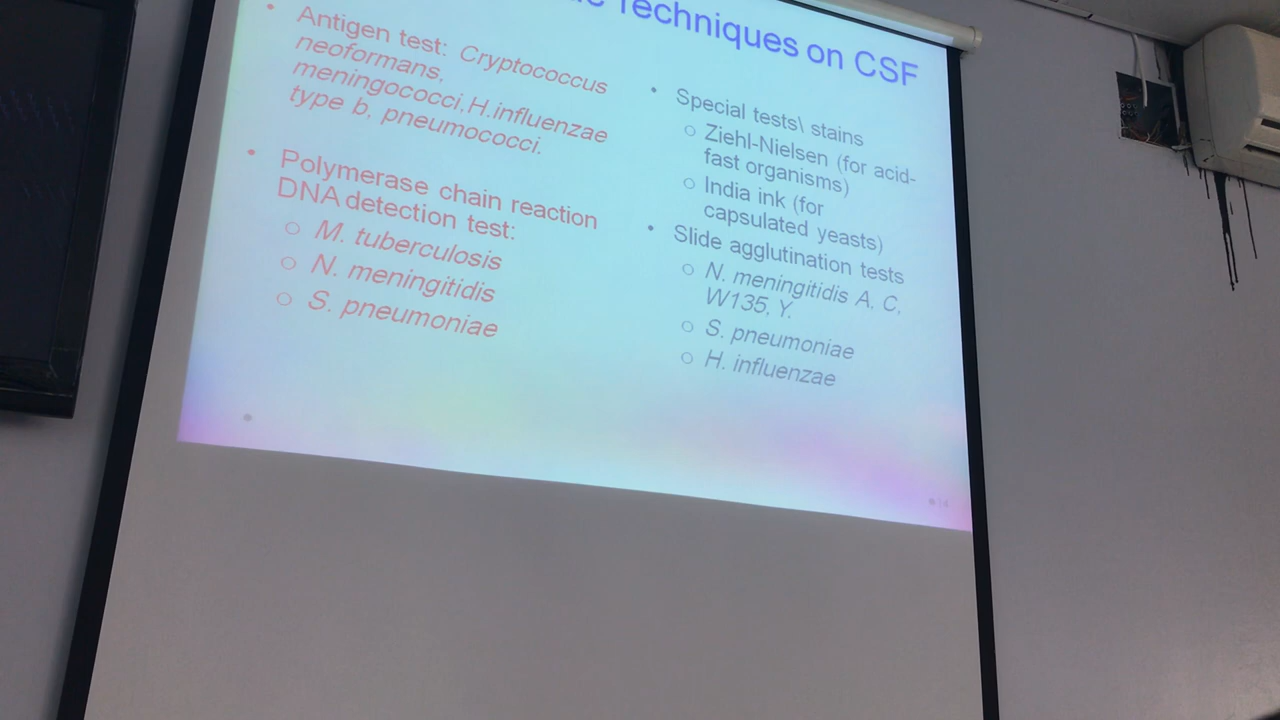 Techniques on CSF
• Antigen test: Cryptococcus
neoformans,
meningococci,H.influenzae
type b, pneumococci.
• Polymerase chain reaction
DNA detection test:
○ M. tuberculosis
○ N. meningitidis
○ S. pneumoniae
• Special tests\ stains
○ Ziehl-Nielsen (for acid-
fast organisms)
○ India ink (for
capsulated yeasts)
• Slide agglutination tests
○ N. meningitidis A, C,
W135, Y.
○ S. pneumoniae
○ H. influenzae